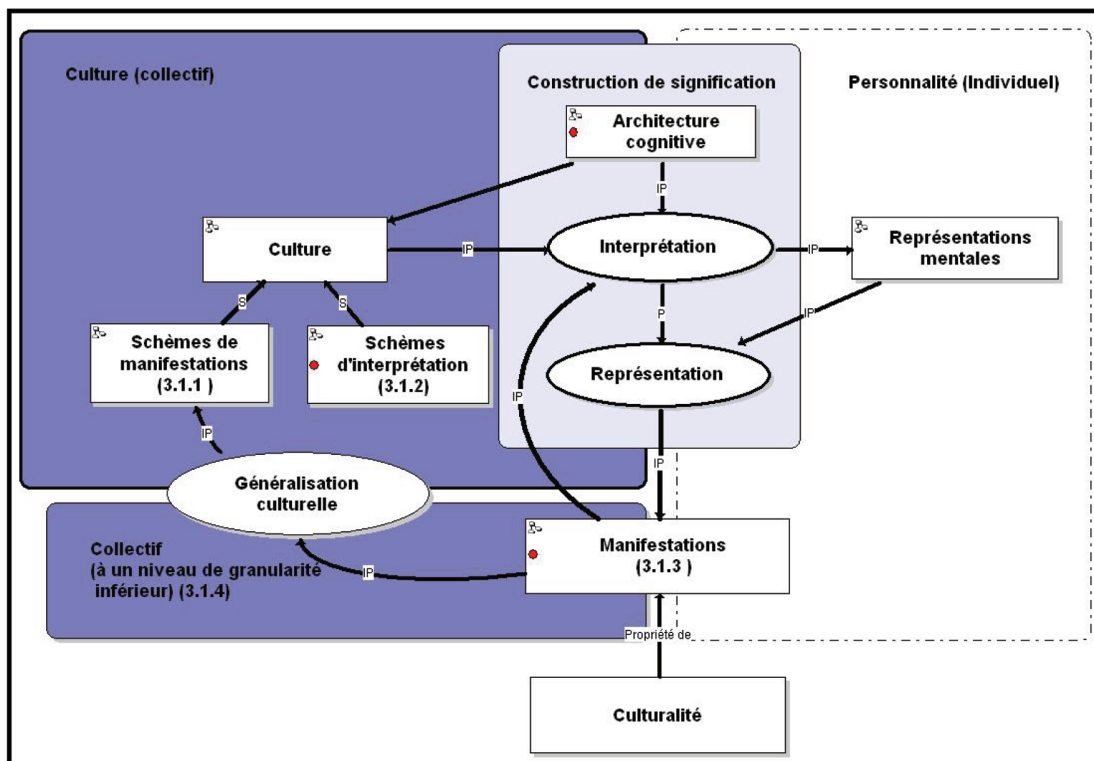 Culture (collectif)
Construction de signification
Personnalité (Individuel)
Architecture
cognitive
IP
Culture
IP
Interprétation
IP
Représentations
mentales
S
S
P
IP
Schèmes de
manifestations
(3.1.1 )
Schèmes
d'interprétation
(3.1.2)
Représentation
IP
IP
IP
Généralisation
culturelle
Collectif
(à un niveau de granularité
inférieur) (3.1.4)
IP
Manifestations
(3.1.3 )
Propriété de
Culturalité